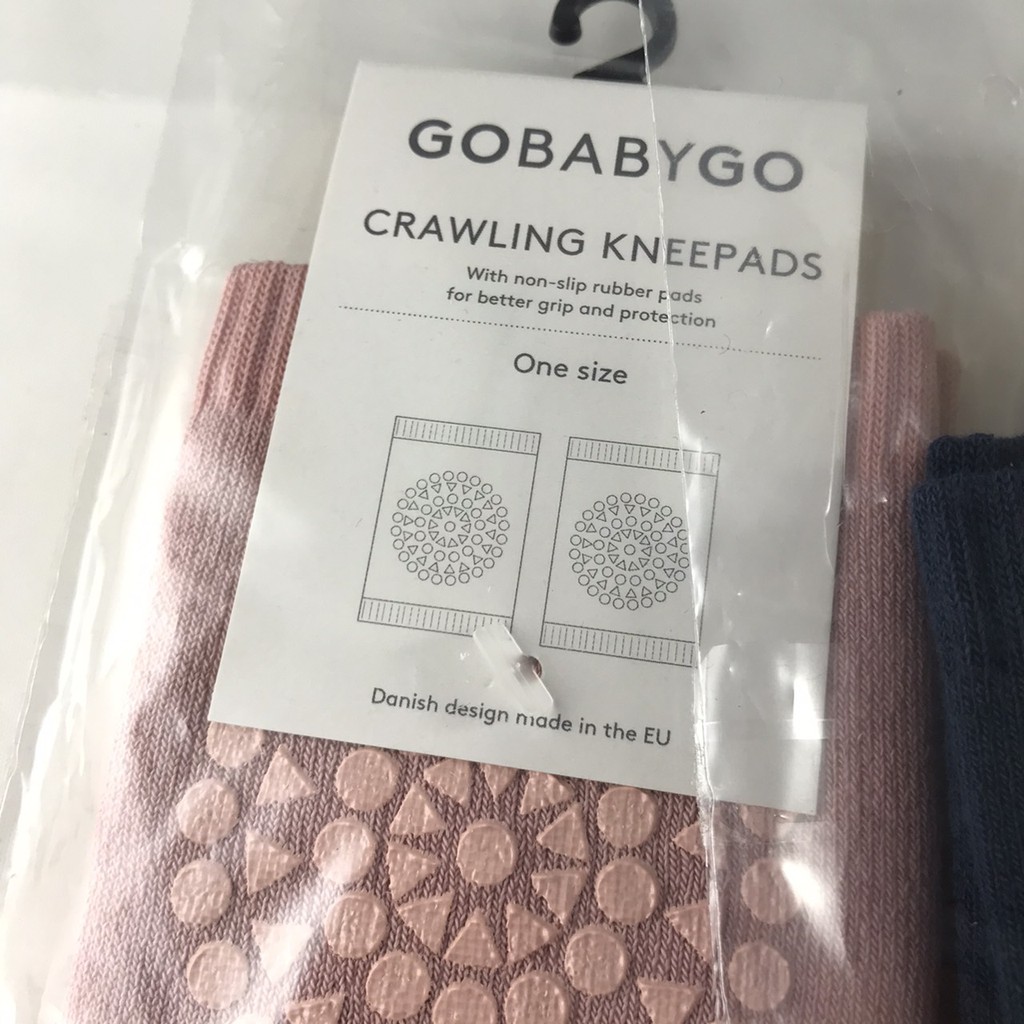 GOBABYGO
CRAWLING KNEEPADS
With non-slip rubber pads
for better grip and protection
One size
Danish design made in the EU